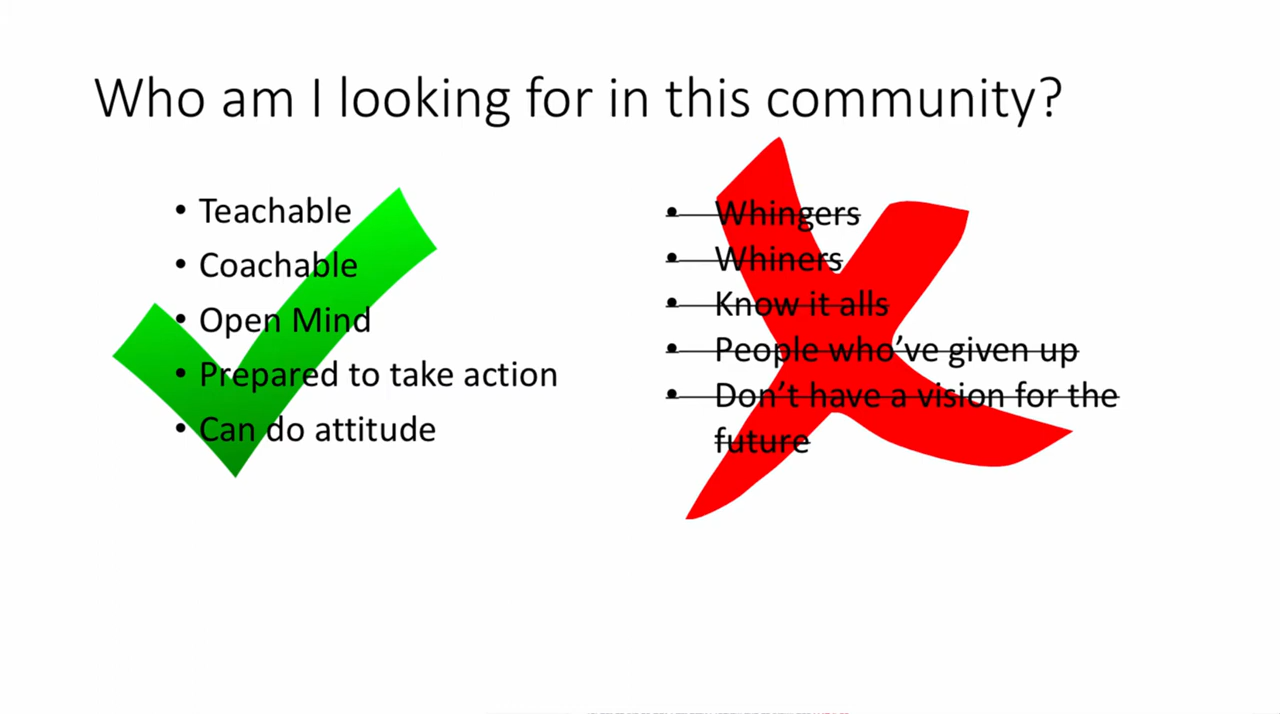 Who am I looking for in this community?
• Teachable
• Coachable
• Open Mind
• Prepared to take action
• Can do attitude
• Whingers
• Whiners
• Know it alls
• People who’ve given up
• Don’t have a vision for the
future